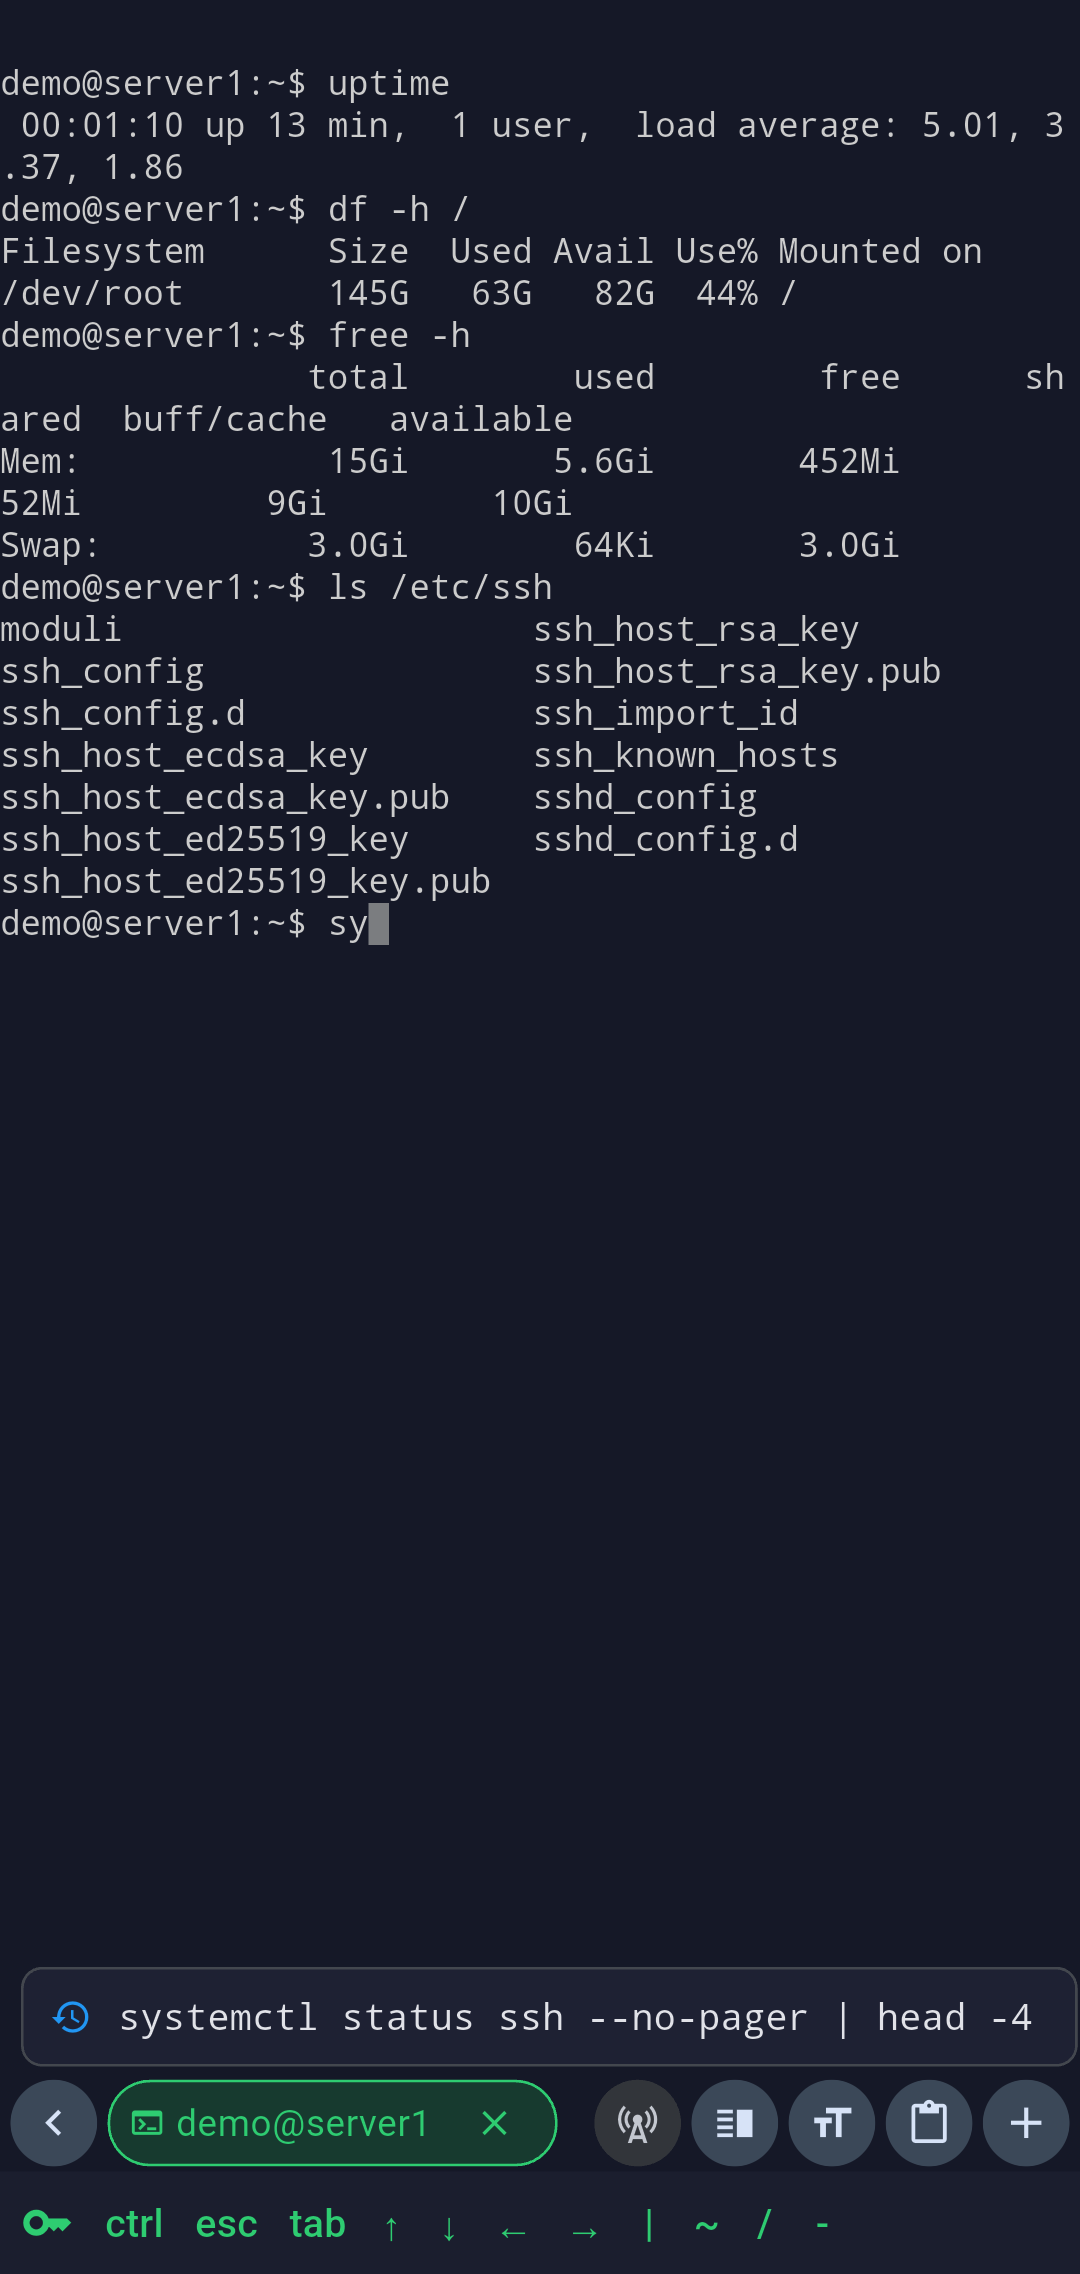 demo@server1:~$ uptime
 00:01:10 up 13 min,  1 user,  load average: 5.01, 3
.37, 1.86
demo@server1:~$ df -h /
Filesystem      Size  Used Avail Use% Mounted on
/dev/root       145G   63G   82G  44% /
demo@server1:~$ free -h
               total        used        free      sh
ared  buff/cache   available
Mem:            15Gi       5.6Gi       452Mi
52Mi         9Gi        10Gi
Swap:          3.0Gi        64Ki       3.0Gi
demo@server1:~$ ls /etc/ssh
moduli                    ssh_host_rsa_key
ssh_config                ssh_host_rsa_key.pub
ssh_config.d              ssh_import_id
ssh_host_ecdsa_key        ssh_known_hosts
ssh_host_ecdsa_key.pub    sshd_config
ssh_host_ed25519_key      sshd_config.d
ssh_host_ed25519_key.pub
demo@server1:~$ sy
systemctl status ssh --no-pager | head -4
demo@server1
ctrl esc tab ↑ ↓ ← → | ~ / -